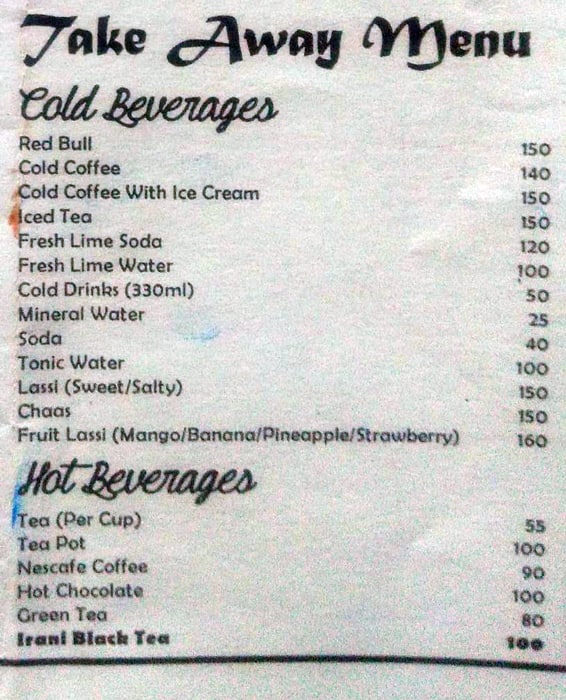 Take Away Menu
Cold Beverages
Red Bull 150
Cold Coffee 140
Cold Coffee With Ice Cream 150
Iced Tea 150
Fresh Lime Soda 120
Fresh Lime Water 100
Cold Drinks (330ml) 50
Mineral Water 25
Soda 40
Tonic Water 100
Lassi (Sweet/Salty) 150
Chaas 150
Fruit Lassi (Mango/Banana/Pineapple/Strawberry) 160
Hot Beverages
Tea (Per Cup) 55
Tea Pot 100
Nescafe Coffee 90
Hot Chocolate 100
Green Tea 80
Irani Black Tea 100